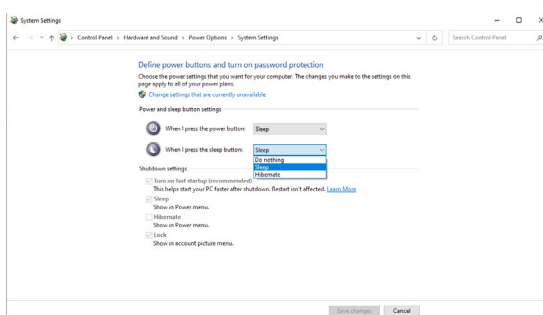 System Settings
Control Panel > Hardware and Sound > Power Options > System Settings
Search Control Panel
Define power buttons and turn on password protection
Choose the power settings that you want for your computer. The changes you make to the settings on this
page apply to all of your power plans.
Change settings that are currently unavailable
Power and sleep button settings
When I press the power button: Sleep
When I press the sleep button: Sleep
Do nothing
Sleep
Hibernate
Shutdown settings
Turn on fast startup (recommended)
This helps start your PC faster after shutdown. Restart isn't affected. Learn More
Sleep
Show in Power menu.
Hibernate
Show in Power menu.
Lock
Show in account picture menu.
Save changes Cancel